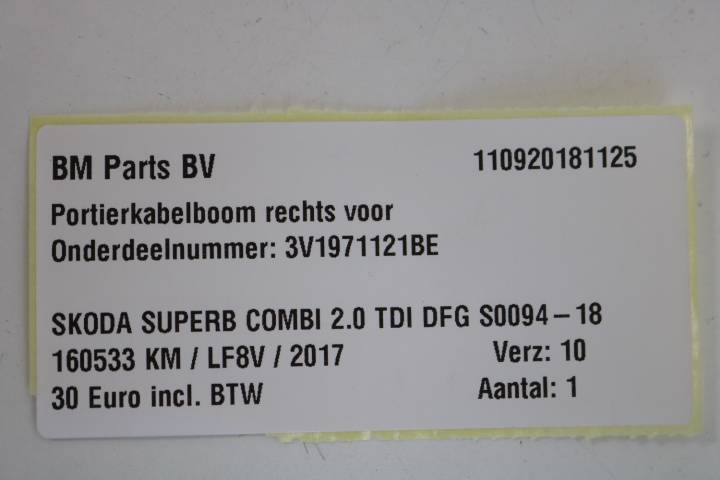 BM Parts BV 110920181125
Portierkabelboom rechts voor
Onderdeelnummer: 3V1971121BE
SKODA SUPERB COMBI 2.0 TDI DFG S0094-18
160533 KM / LF8V / 2017 Verz: 10
30 Euro incl. BTW Aantal: 1